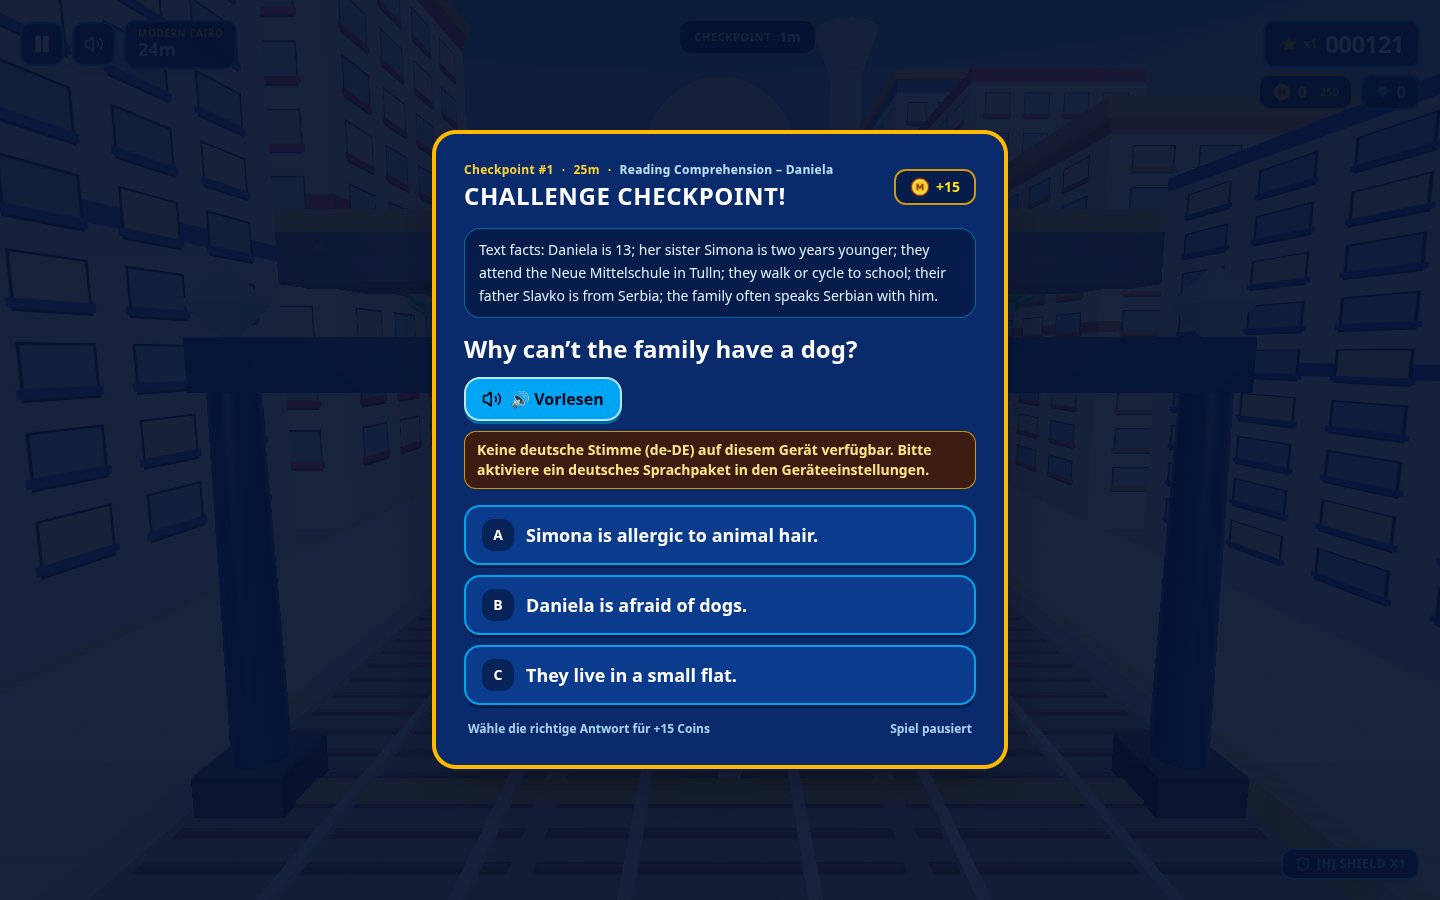 MODERN CAIRO
24m
CHECKPOINT 1m
x1 000121
0 250
0
Checkpoint #1 · 25m · Reading Comprehension – Daniela
CHALLENGE CHECKPOINT!
M +15
Text facts: Daniela is 13; her sister Simona is two years younger; they
attend the Neue Mittelschule in Tulln; they walk or cycle to school; their
father Slavko is from Serbia; the family often speaks Serbian with him.
Why can’t the family have a dog?
🔊 Vorlesen
Keine deutsche Stimme (de-DE) auf diesem Gerät verfügbar. Bitte
aktiviere ein deutsches Sprachpaket in den Geräteeinstellungen.
A Simona is allergic to animal hair.
B Daniela is afraid of dogs.
C They live in a small flat.
Wähle die richtige Antwort für +15 Coins
Spiel pausiert
[H] SHIELD X1